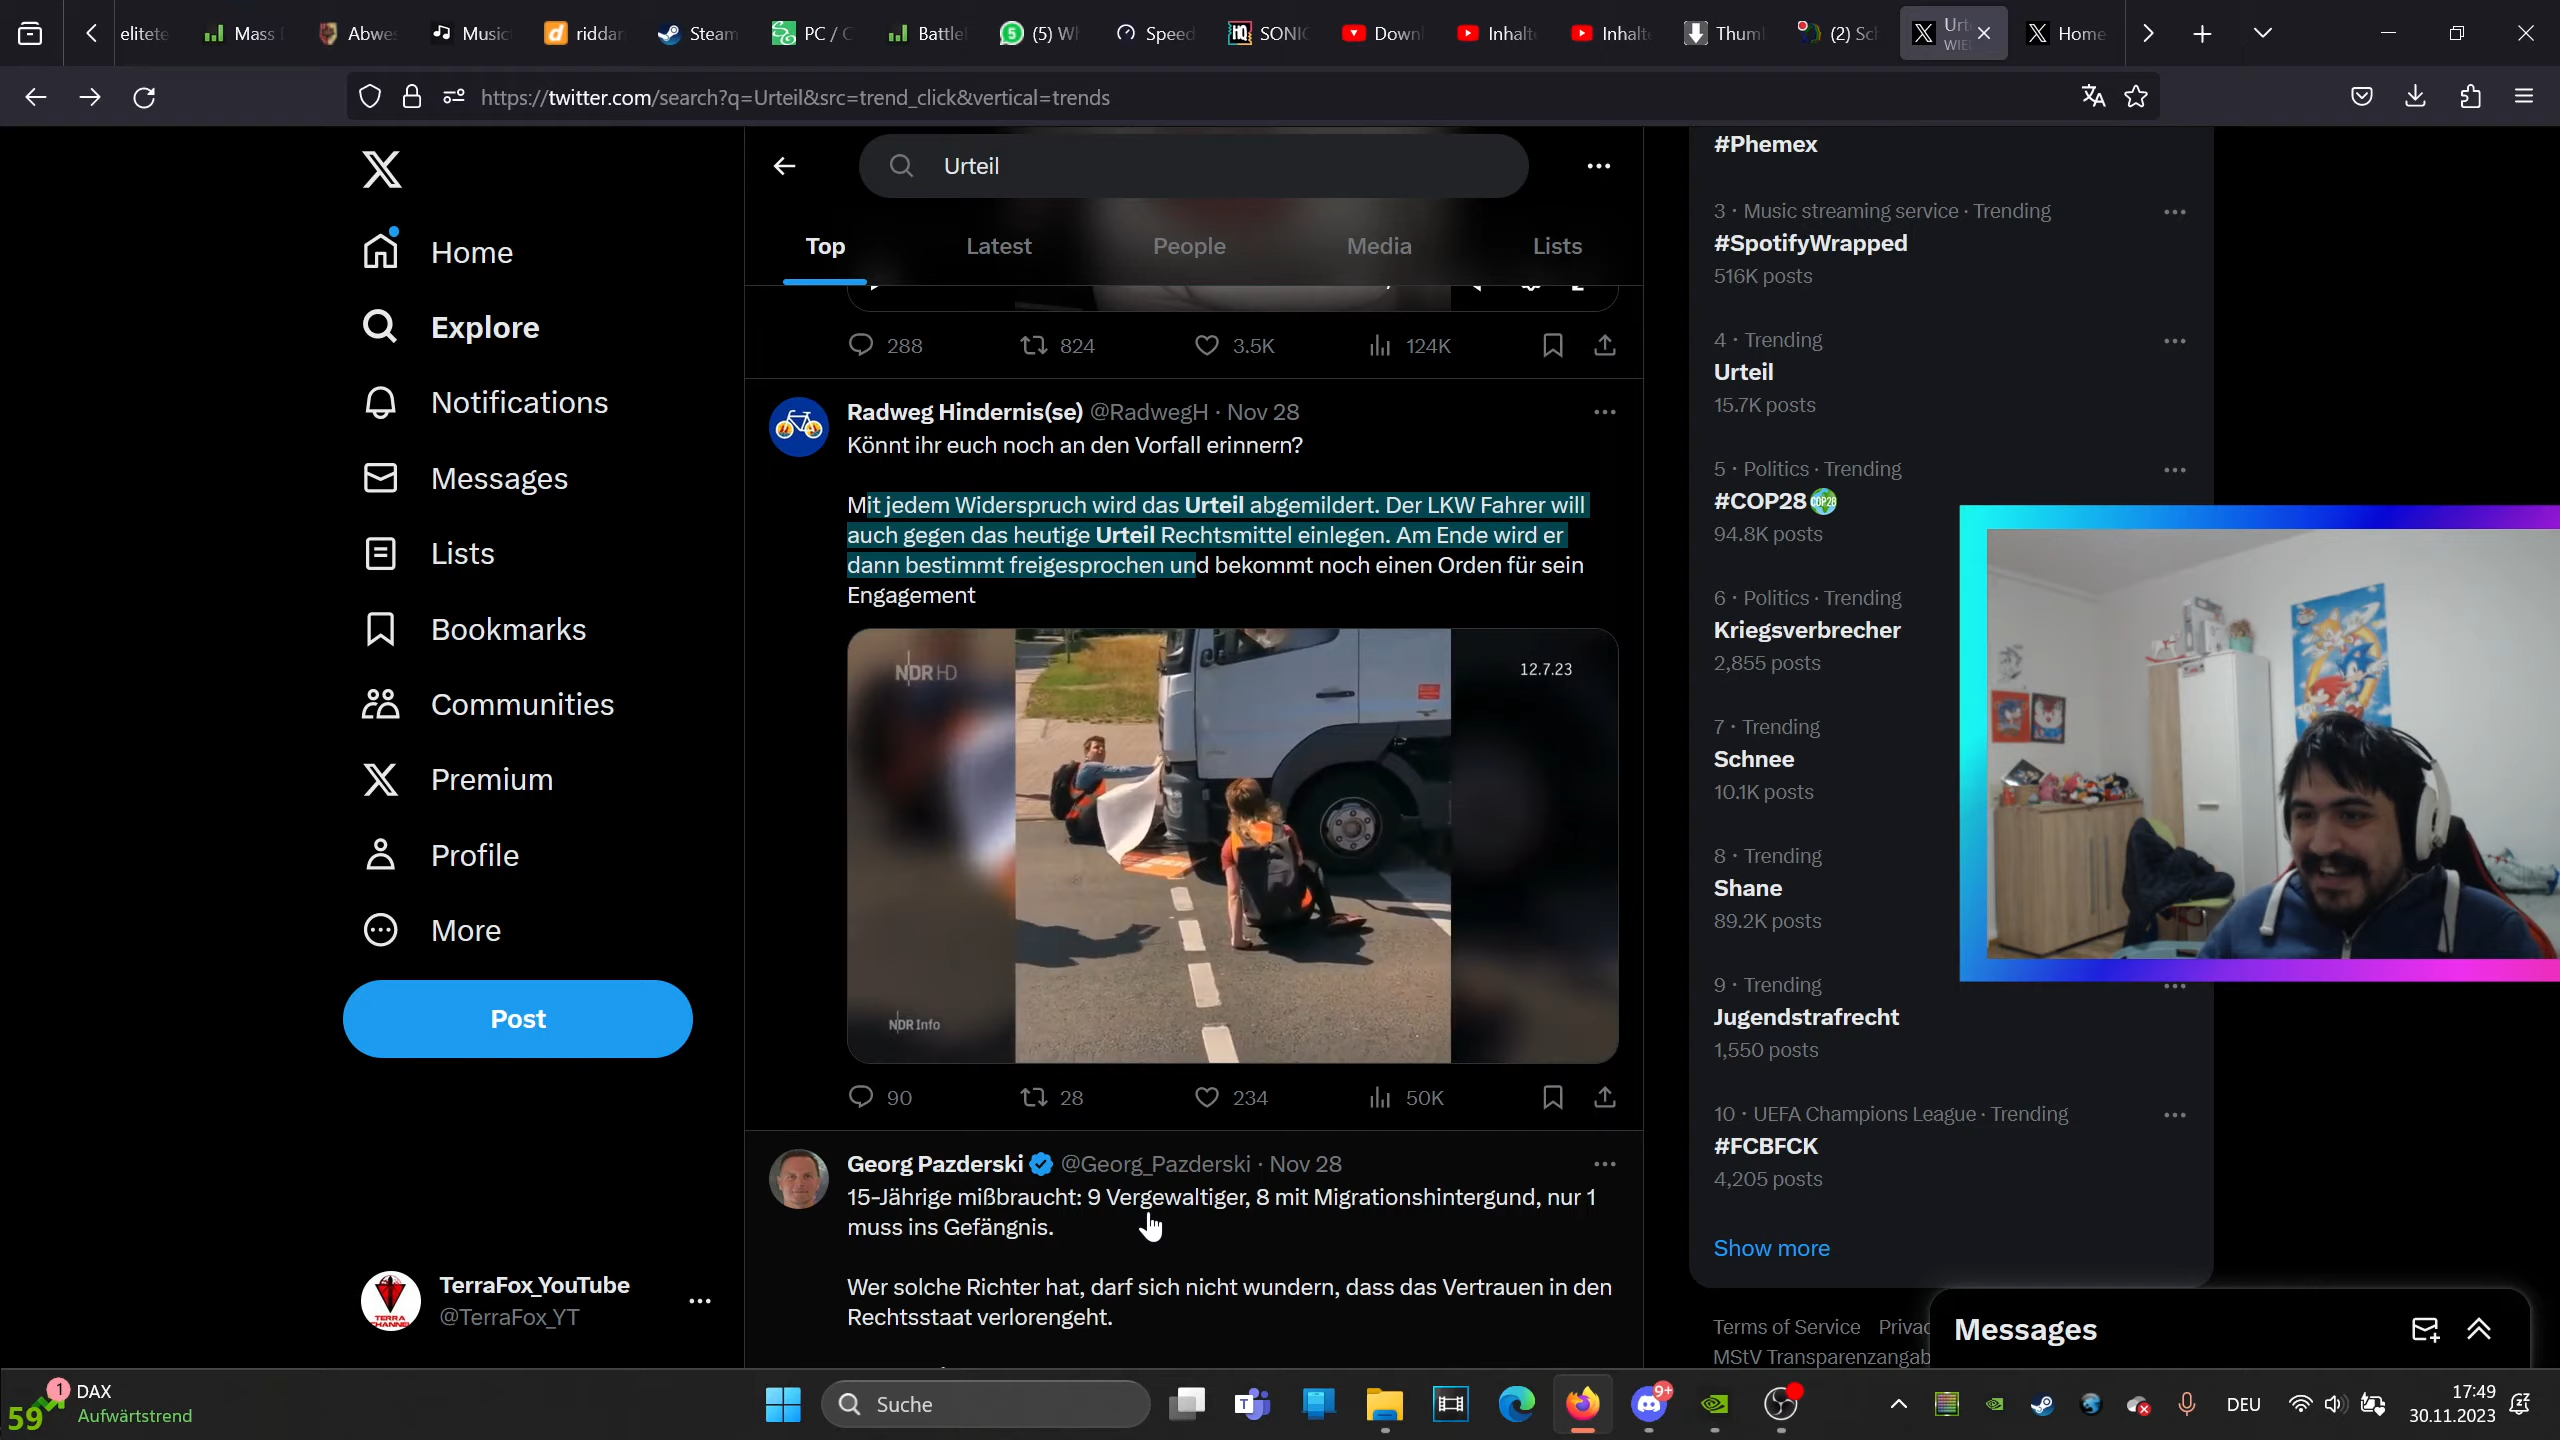 elitete
Mass
Abwe
Music
riddar
Steam
PC / C
Battle
(5) Wh
Speed
SONIC
Down
Inhalt
Inhalt
Thum
(2) Sch
Urt
WIE
Home
https://twitter.com/search?q=Urteil&src=trend_click&vertical=trends
Home
Explore
Notifications
Messages
Lists
Bookmarks
Communities
Premium
Profile
More
Post
TerraFox_YouTube
@TerraFox_YT
TERRA
CHANNEL
Urteil
Top
Latest
People
Media
Lists
288
824
3.5K
124K
Radweg Hindernis(se) @RadwegH · Nov 28
Könnt ihr euch noch an den Vorfall erinnern?
Mit jedem Widerspruch wird das Urteil abgemildert. Der LKW Fahrer will
auch gegen das heutige Urteil Rechtsmittel einlegen. Am Ende wird er
dann bestimmt freigesprochen und bekommt noch einen Orden für sein
Engagement
NDR HD
12.7.23
NDR Info
90
28
234
50K
Georg Pazderski @Georg_Pazderski · Nov 28
15-Jährige mißbraucht: 9 Vergewaltiger, 8 mit Migrationshintergund, nur 1
muss ins Gefängnis.
Wer solche Richter hat, darf sich nicht wundern, dass das Vertrauen in den
Rechtsstaat verlorengeht.
#Phemex
3 · Music streaming service · Trending
#SpotifyWrapped
516K posts
4 · Trending
Urteil
15.7K posts
5 · Politics · Trending
#COP28
COP28
94.8K posts
6 · Politics · Trending
Kriegsverbrecher
2,855 posts
7 · Trending
Schnee
10.1K posts
8 · Trending
Shane
89.2K posts
9 · Trending
Jugendstrafrecht
1,550 posts
10 · UEFA Champions League · Trending
#FCBFCK
4,205 posts
Show more
Terms of Service Privac
MStV Transparenzangab
Messages
59
1
DAX
Aufwärtstrend
Suche
9+
DEU
17:49
30.11.2023